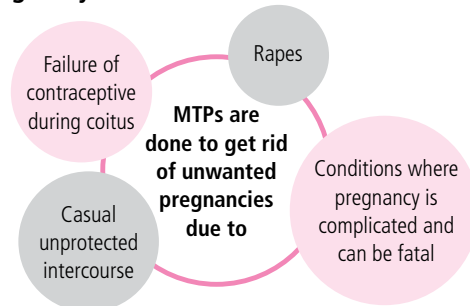 Rapes
Failure of
contraceptive
during coitus
MTPs are
done to get rid
of unwanted
pregnancies
due to
Conditions where
pregnancy is
complicated and
can be fatal
Casual
unprotected
intercourse